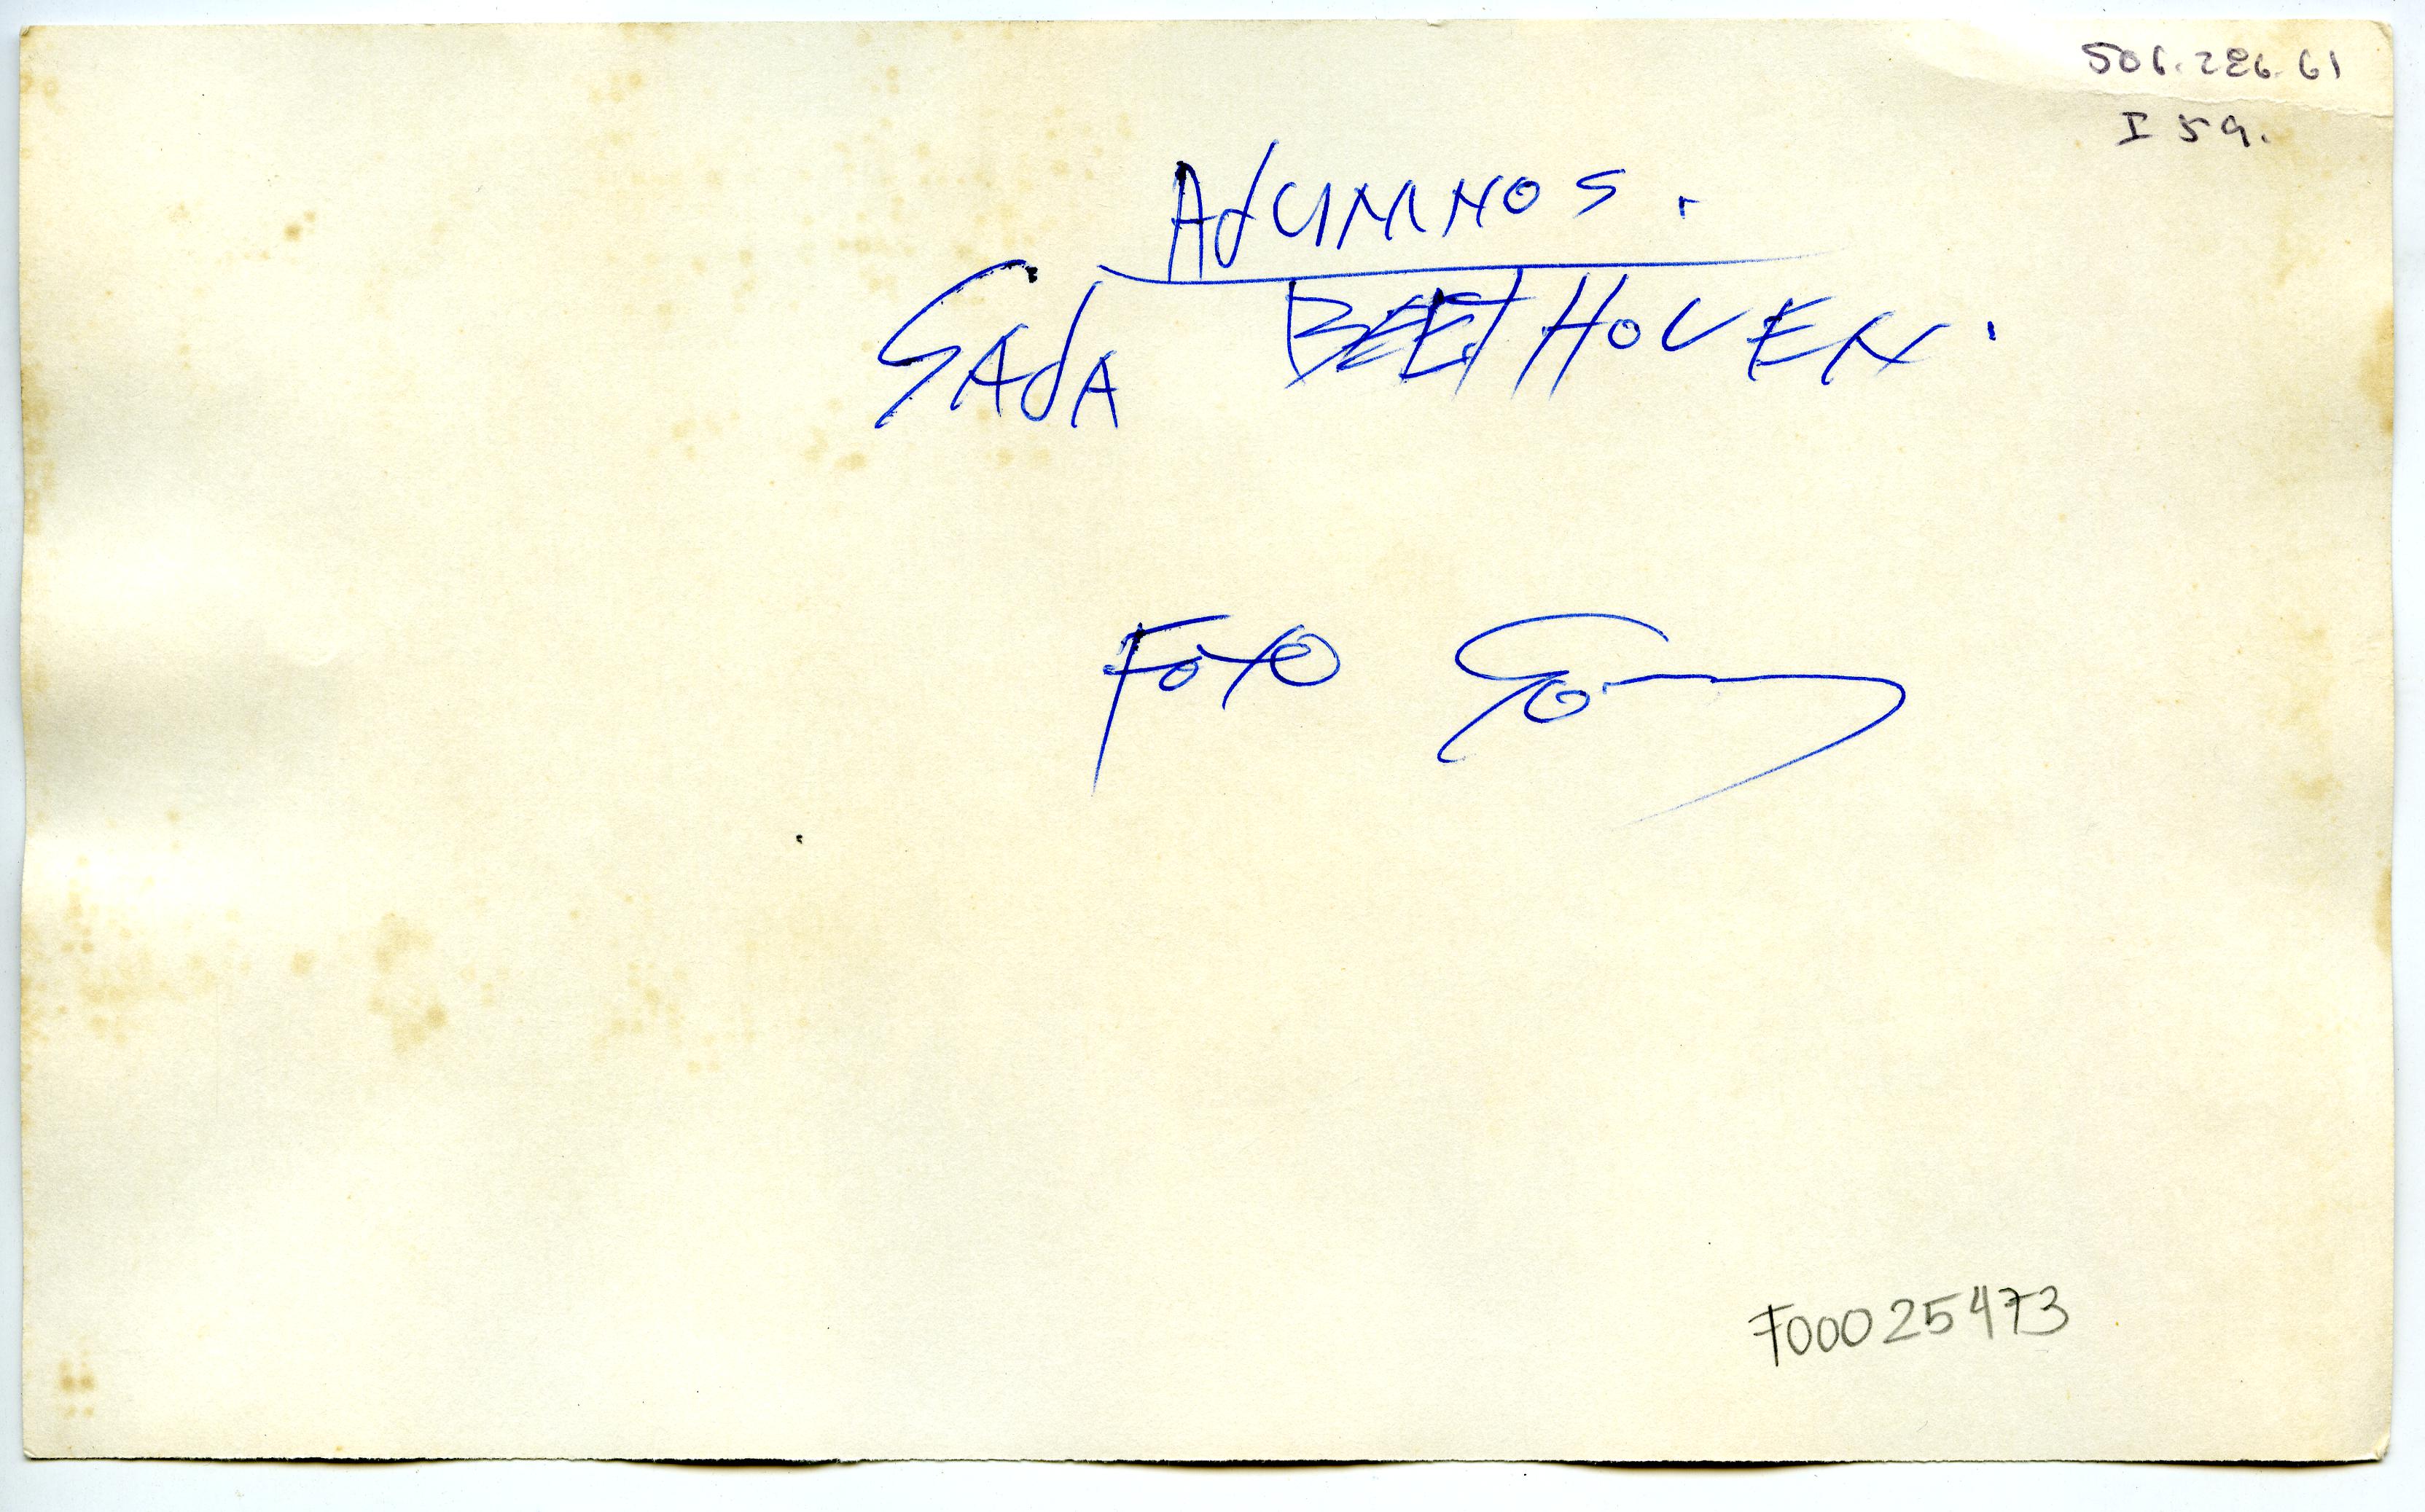 506.286.61
I 59.
ALUMNOS.
SALA BEETHOVEN.
FOTO
F00025473